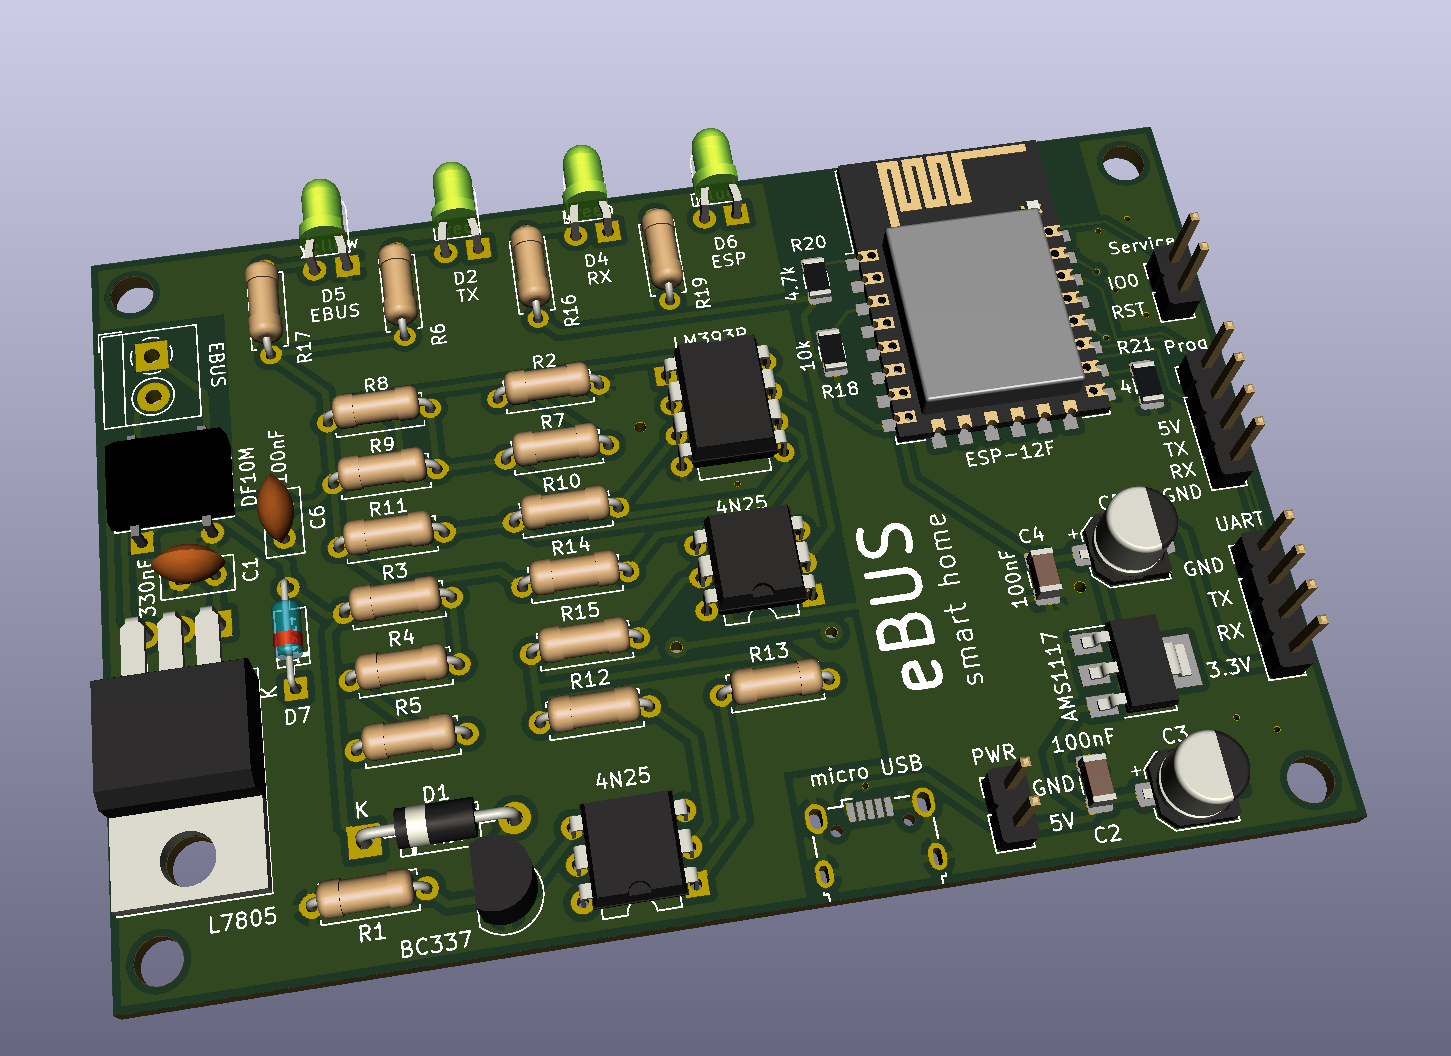 D5
EBUS
D2
TX
D4
RX
D6
ESP
R17
R6
R16
R19
R20
4.7k
10k
R18
ESP-12F
Service
IO0
RST
R21
4
Prog
5V
TX
RX
GND
EBUS
DF10M
100nF
C6
330nF
C1
R8
R2
LM393P
R9
R7
R11
R10
R3
R14
4N25
R4
R15
R5
R12
R13
K
D7
L7805
K
D1
4N25
R1
BC337
eBUS
smart home
C4
100nF
UART
GND
TX
RX
3.3V
AMS1117
micro USB
PWR
GND
5V
100nF
C2
C3
+
+